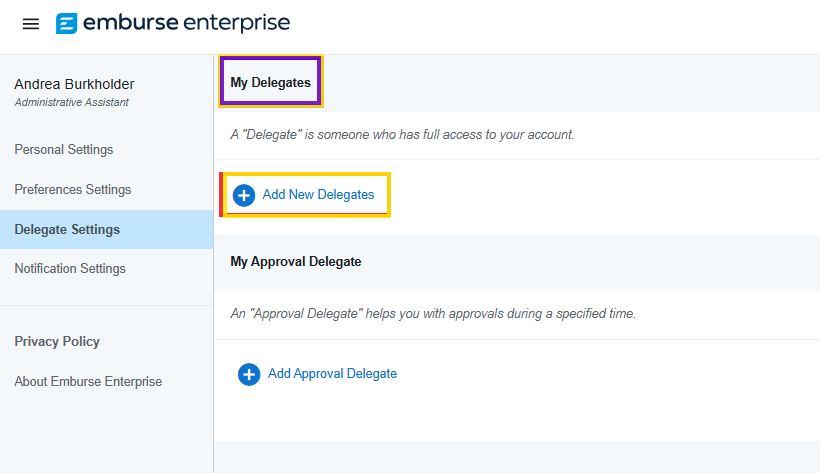 emburse enterprise
Andrea Burkholder
Administrative Assistant
Personal Settings
Preferences Settings
Delegate Settings
Notification Settings
Privacy Policy
About Emburse Enterprise
My Delegates
A "Delegate" is someone who has full access to your account.
Add New Delegates
My Approval Delegate
An "Approval Delegate" helps you with approvals during a specified time.
Add Approval Delegate